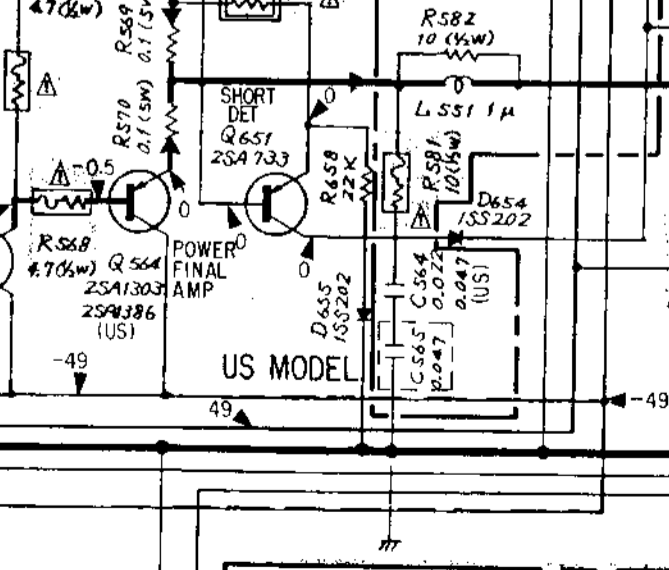 4.7(½W)
R569
0.1(5W)
R582
10(½W)
SHORT
DET
Q651
2SA733
0
L551 1μ
R570
0.1(5W)
-0.5
R658
22K
R581
10(½W)
D654
1SS202
0
0
0
R568
4.7(½W)
Q564
2SA1303
2SA1386
(US)
POWER
FINAL
AMP
D655
1SS202
C564
0.022
0.047
(US)
C565
0.047
US MODEL
-49
-49
49